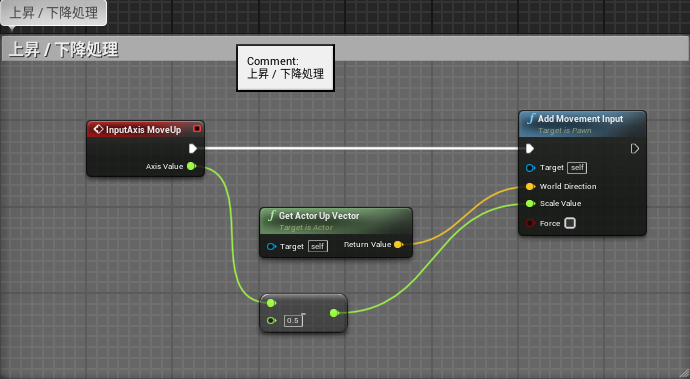 上昇 / 下降処理
上昇 / 下降処理
Comment:
上昇 / 下降処理
InputAxis MoveUp
Axis Value
f Get Actor Up Vector
Target is Actor
Target self
Return Value
0.5
f Add Movement Input
Target is Pawn
Target self
World Direction
Scale Value
Force